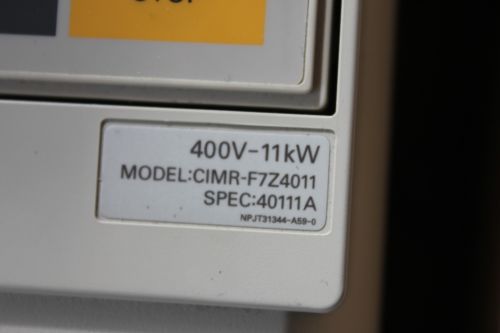 400V-11kW
MODEL:CIMR-F7Z4011
SPEC:40111A
NPJT31344-A59-0